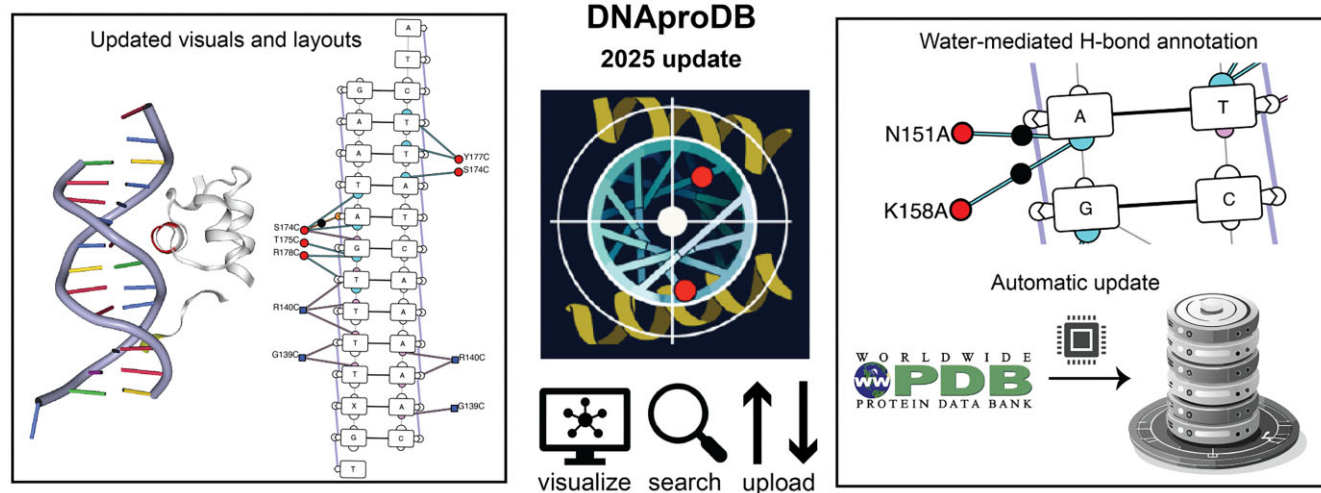 Updated visuals and layouts
A
T
G C
A T
A T
Y177C
S174C
T A
A T
S174C
T175C
G C
R178C
T A
R140C
T A
G139C
T A
R140C
T A
X A
G139C
G C
T
DNAproDB
2025 update
visualize search upload
Water-mediated H-bond annotation
A T
N151A
K158A
G C
Automatic update
WORLDWIDE
ww PDB
PROTEIN DATA BANK